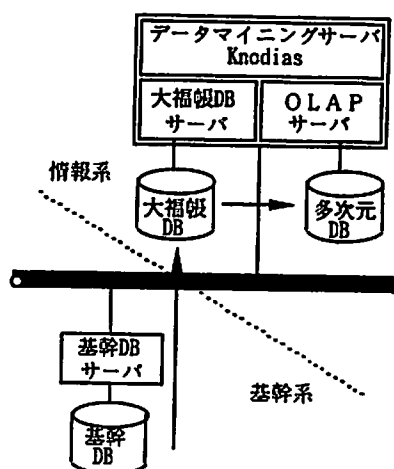 データマイニングサーバ
Knodias
大福帳DB
サーバ
OLAP
サーバ
情報系
大福帳
DB
多次元
DB
基幹DB
サーバ
基幹系
基幹
DB